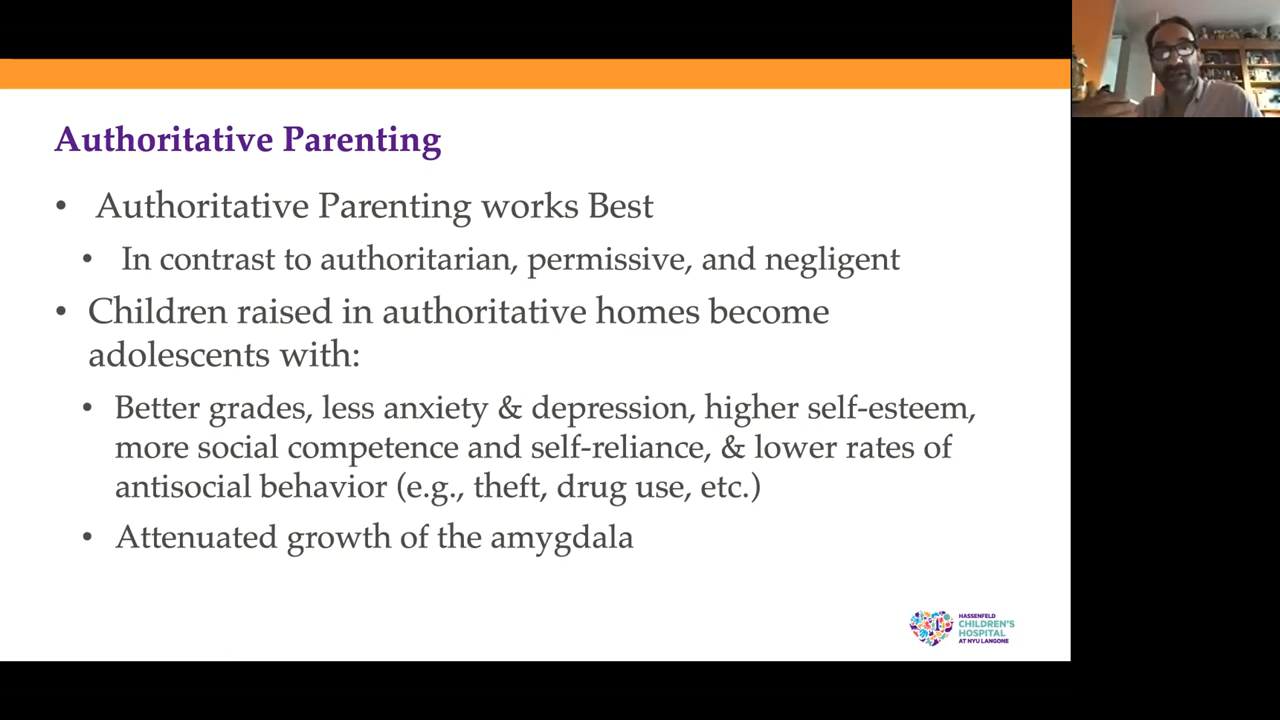 Authoritative Parenting
• Authoritative Parenting works Best
• In contrast to authoritarian, permissive, and negligent
• Children raised in authoritative homes become
adolescents with:
• Better grades, less anxiety & depression, higher self-esteem,
more social competence and self-reliance, & lower rates of
antisocial behavior (e.g., theft, drug use, etc.)
• Attenuated growth of the amygdala
HASSENFELD
CHILDREN'S
HOSPITAL
AT NYU LANGONE